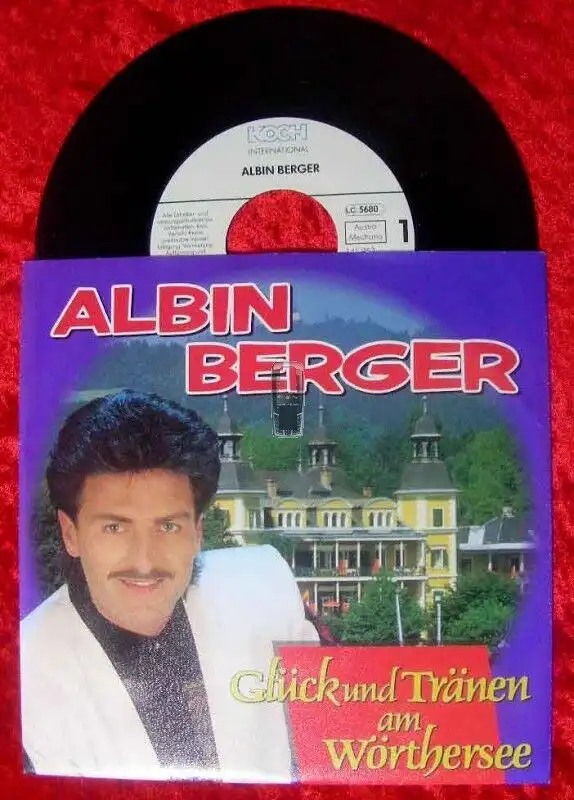 KOCH
INTERNATIONAL
ALBIN BERGER
LC 5680
Austro
Mechana
1
ALBIN
BERGER
Glück und Tränen
am
Wörthersee